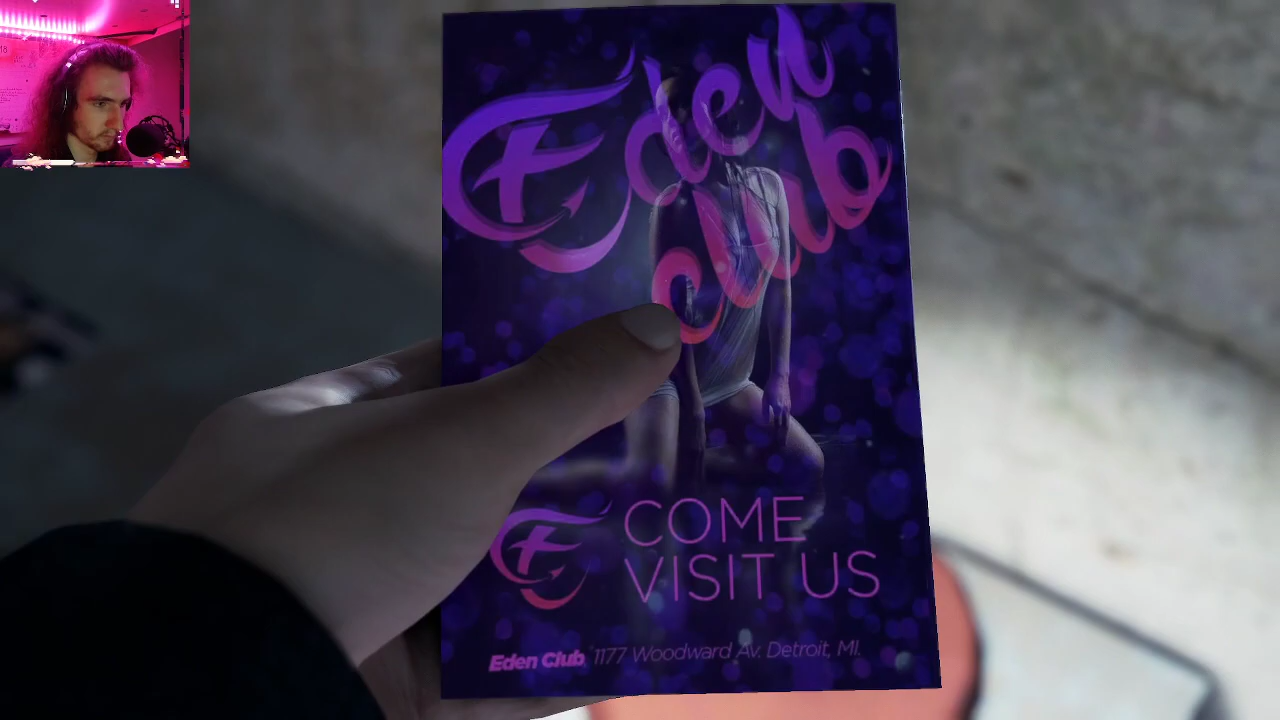 Eden
club
COME
VISIT US
Eden Club, 1177 Woodward Av. Detroit, MI.